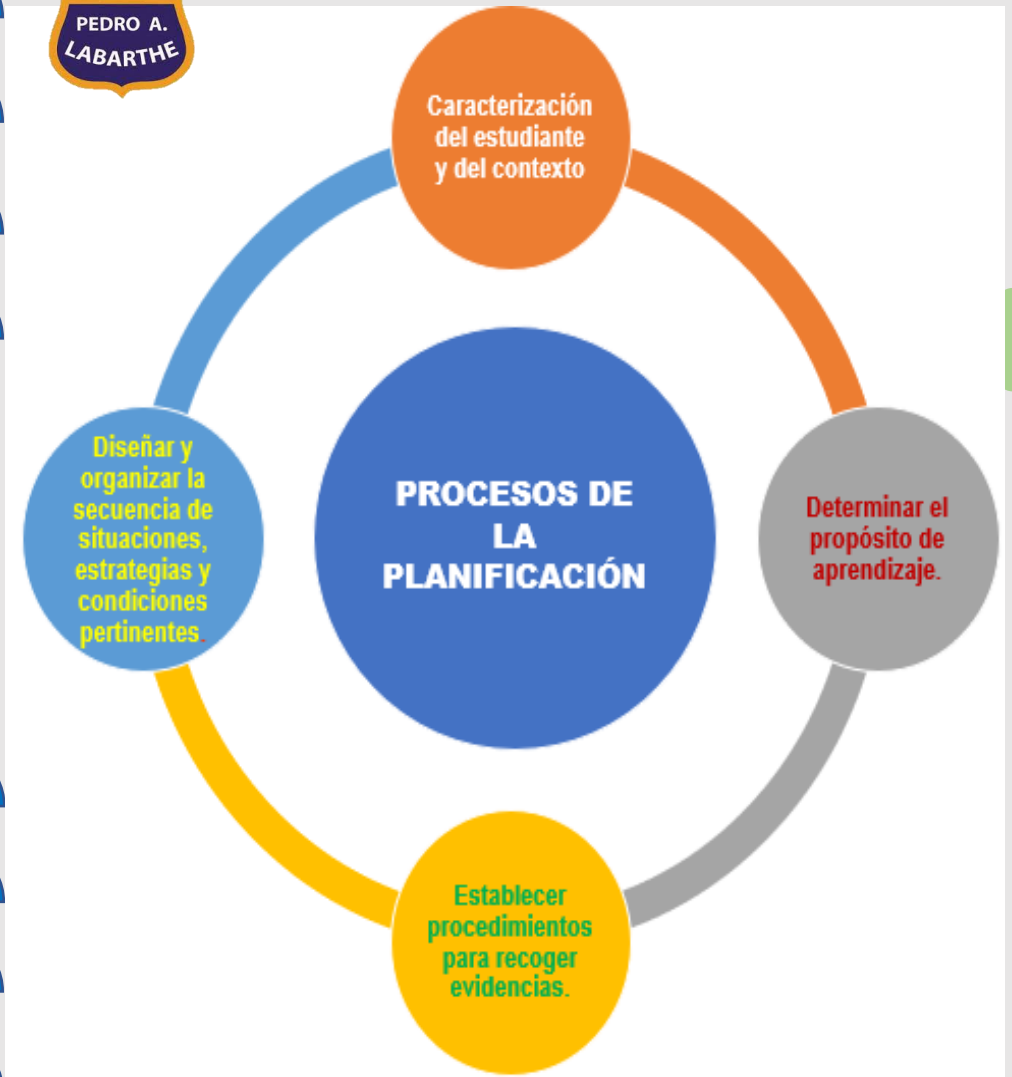 PEDRO A.
LABARTHE
Caracterización
del estudiante
y del contexto
Determinar el
propósito de
aprendizaje.
Establecer
procedimientos
para recoger
evidencias.
Diseñar y
organizar la
secuencia de
situaciones,
estrategias y
condiciones
pertinentes.
PROCESOS DE
LA
PLANIFICACIÓN